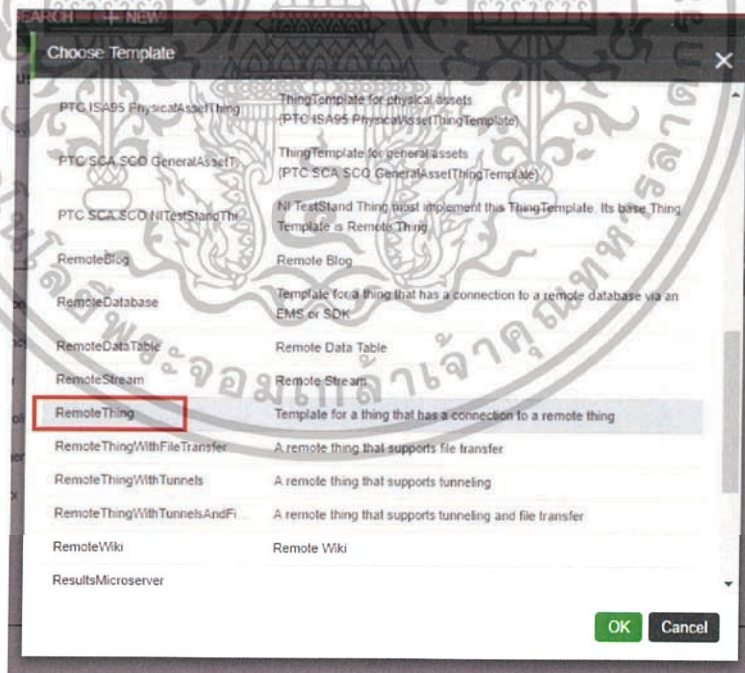 SEARCH + NEW
Choose Template ×
PTC ISA95 PhysicalAssetThing ThingTemplate for physical assets
(PTC ISA95 PhysicalAssetThingTemplate)
PTC SCA SCO GeneralAssetT... ThingTemplate for general assets
(PTC SCA SCO GeneralAssetThingTemplate)
PTC SCA SCO NITestStandThi... NI TestStand Thing must implement this ThingTemplate. Its base Thing
Template is Remote Thing
RemoteBlog Remote Blog
RemoteDatabase Template for a thing that has a connection to a remote database via an
EMS or SDK
RemoteDataTable Remote Data Table
RemoteStream Remote Stream
RemoteThing Template for a thing that has a connection to a remote thing
RemoteThingWithFileTransfer A remote thing that supports file transfer
RemoteThingWithTunnels A remote thing that supports tunneling
RemoteThingWithTunnelsAndFi... A remote thing that supports tunneling and file transfer
RemoteWiki Remote Wiki
ResultsMicroserver
OK Cancel